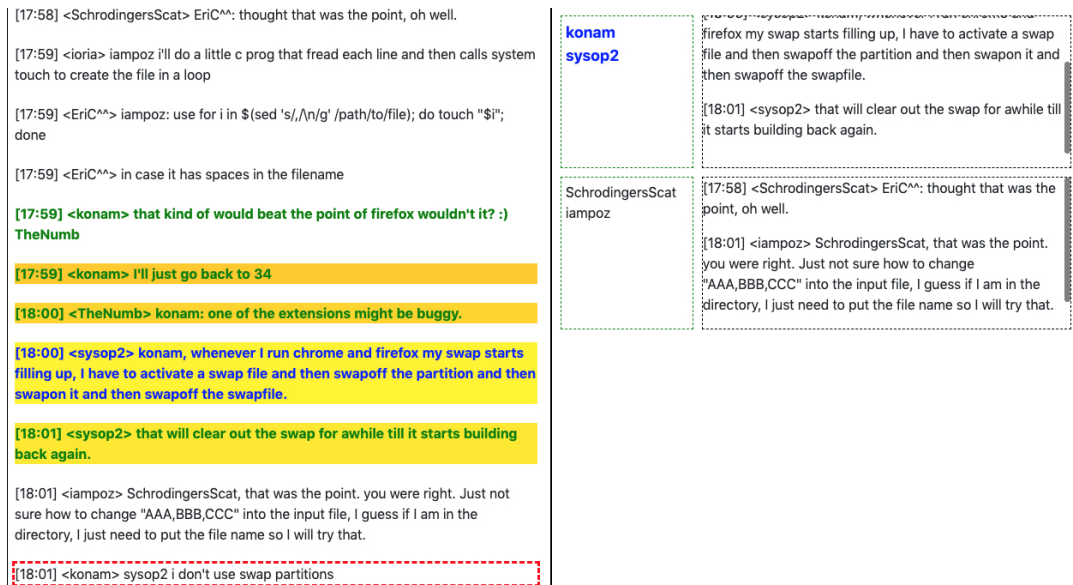 [17:58] <SchrodingersScat> EriC^^: thought that was the point, oh well.
[17:59] <ioria> iampoz i'll do a little c prog that fread each line and then calls system
touch to create the file in a loop
[17:59] <EriC^^> iampoz: use for i in $(sed 's/,/\n/g' /path/to/file); do touch "$i";
done
[17:59] <EriC^^> in case it has spaces in the filename
[17:59] <konam> that kind of would beat the point of firefox wouldn't it? :)
TheNumb
[17:59] <konam> I'll just go back to 34
[18:00] <TheNumb> konam: one of the extensions might be buggy.
[18:00] <sysop2> konam, whenever I run chrome and firefox my swap starts
filling up, I have to activate a swap file and then swapoff the partition and then
swapon it and then swapoff the swapfile.
[18:01] <sysop2> that will clear out the swap for awhile till it starts building
back again.
[18:01] <iampoz> SchrodingersScat, that was the point. you were right. Just not
sure how to change "AAA,BBB,CCC" into the input file, I guess if I am in the
directory, I just need to put the file name so I will try that.
[18:01] <konam> sysop2 i don't use swap partitions
konam
sysop2
firefox my swap starts filling up, I have to activate a swap
file and then swapoff the partition and then swapon it and
then swapoff the swapfile.
[18:01] <sysop2> that will clear out the swap for awhile till
it starts building back again.
SchrodingersScat
iampoz
[17:58] <SchrodingersScat> EriC^^: thought that was the
point, oh well.
[18:01] <iampoz> SchrodingersScat, that was the point.
you were right. Just not sure how to change
"AAA,BBB,CCC" into the input file, I guess if I am in the
directory, I just need to put the file name so I will try that.